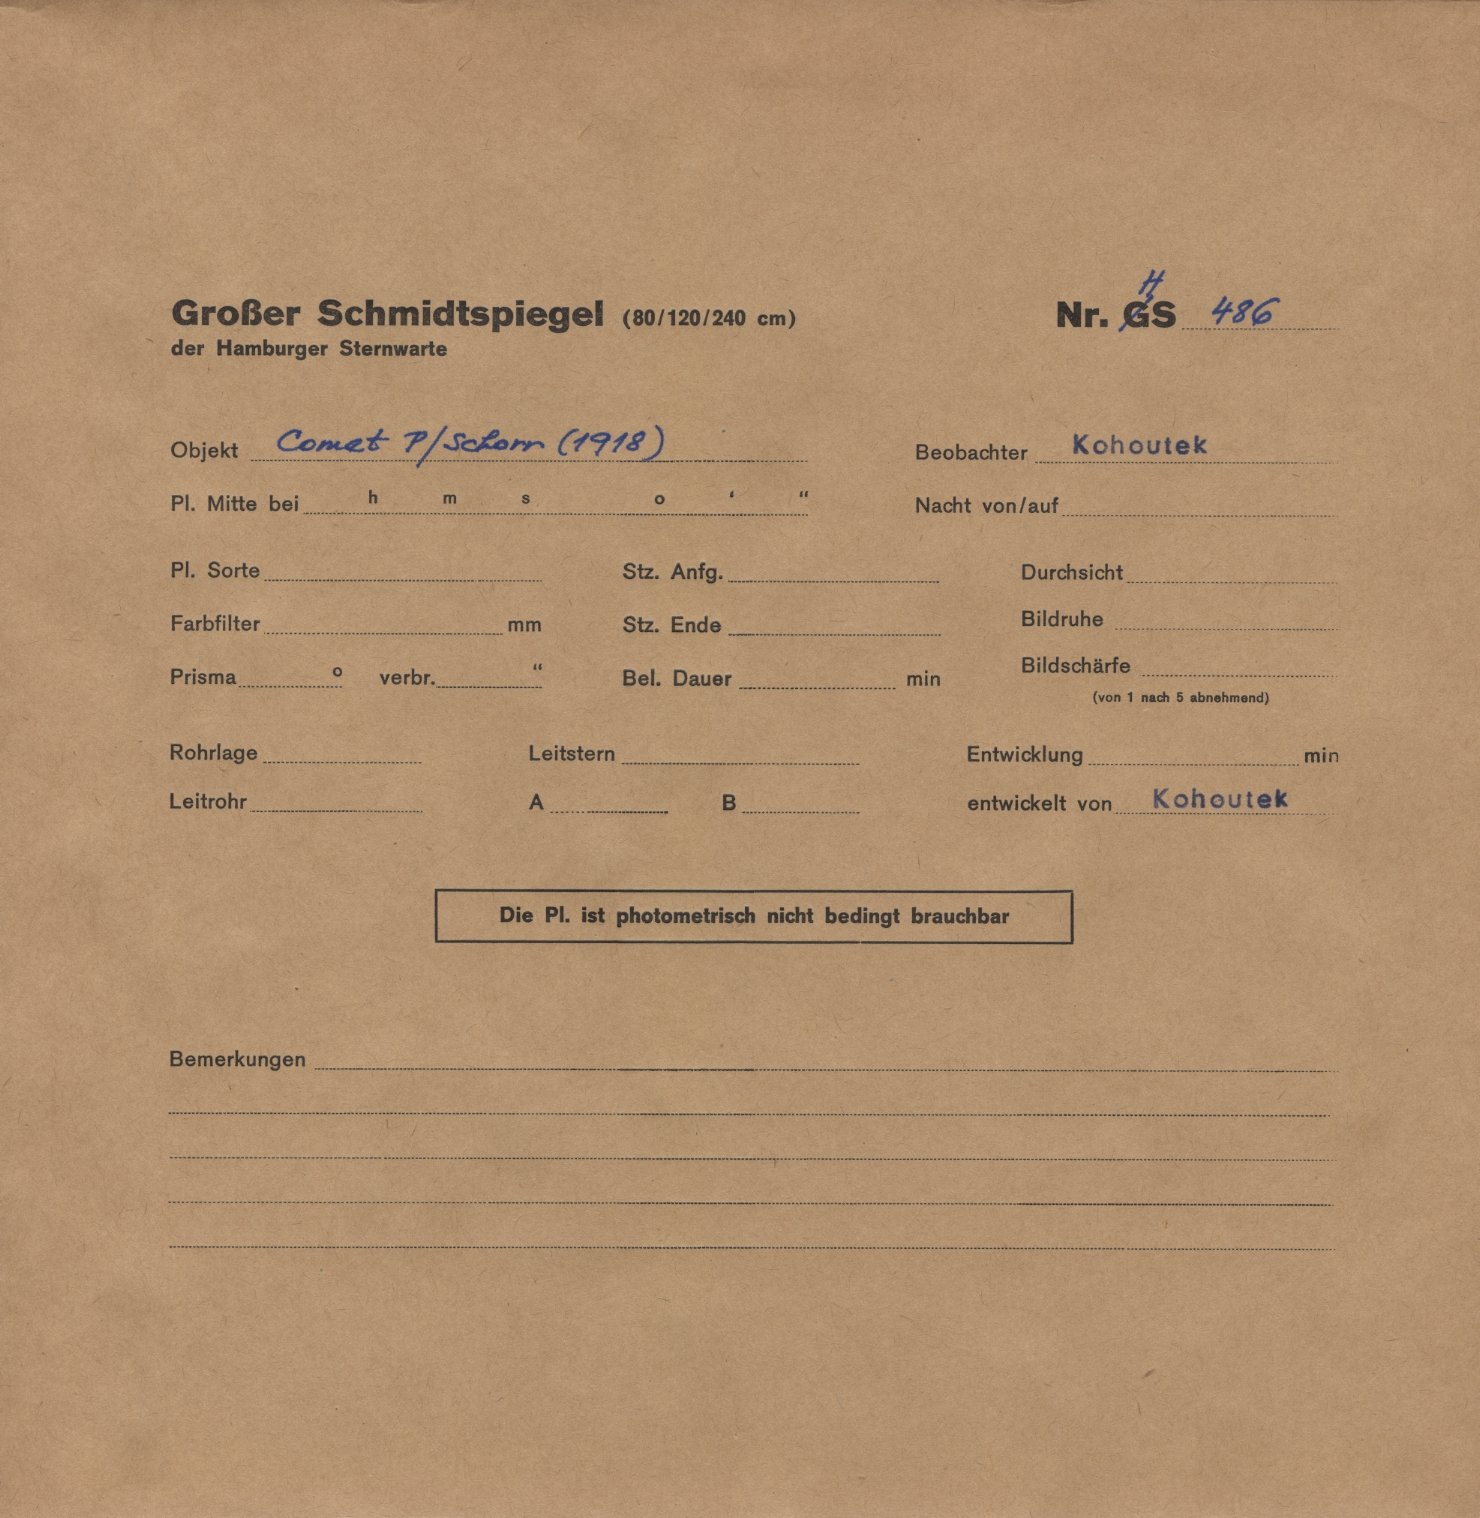 Großer Schmidtspiegel (80/120/240 cm)
der Hamburger Sternwarte
Nr. GS H 486
Objekt Comet P/Schorr (1918)
Beobachter Kohoutek
Pl. Mitte bei h m s o ‘ “
Nacht von/auf
Pl. Sorte
Stz. Anfg.
Durchsicht
Farbfilter mm
Stz. Ende
Bildruhe
Prisma o verbr. “
Bel. Dauer min
Bildschärfe
(von 1 nach 5 abnehmend)
Rohrlage
Leitstern
Entwicklung min
Leitrohr
A B
entwickelt von Kohoutek
Die Pl. ist photometrisch nicht bedingt brauchbar
Bemerkungen